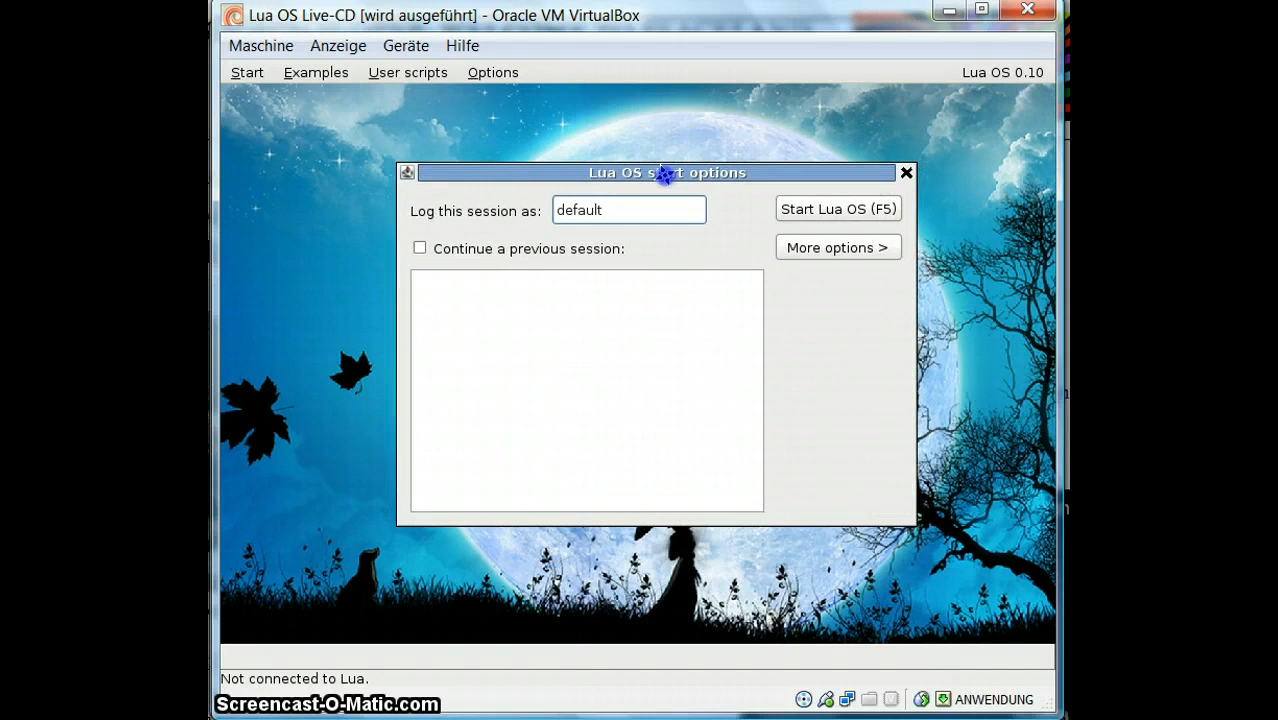 Lua OS Live-CD [wird ausgeführt] - Oracle VM VirtualBox
Maschine Anzeige Geräte Hilfe
Start Examples User scripts Options Lua OS 0.10
Lua OS start options
Log this session as: default Start Lua OS (F5)
Continue a previous session: More options >
Not connected to Lua.
Screencast-O-Matic.com ANWENDUNG